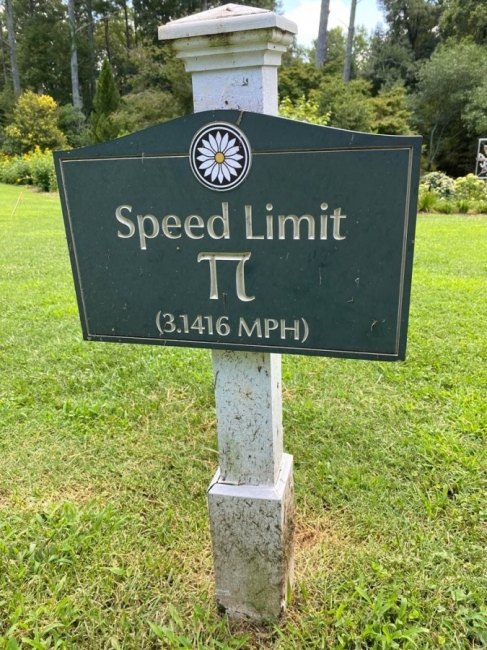 Speed Limit
π
(3.1416 MPH)